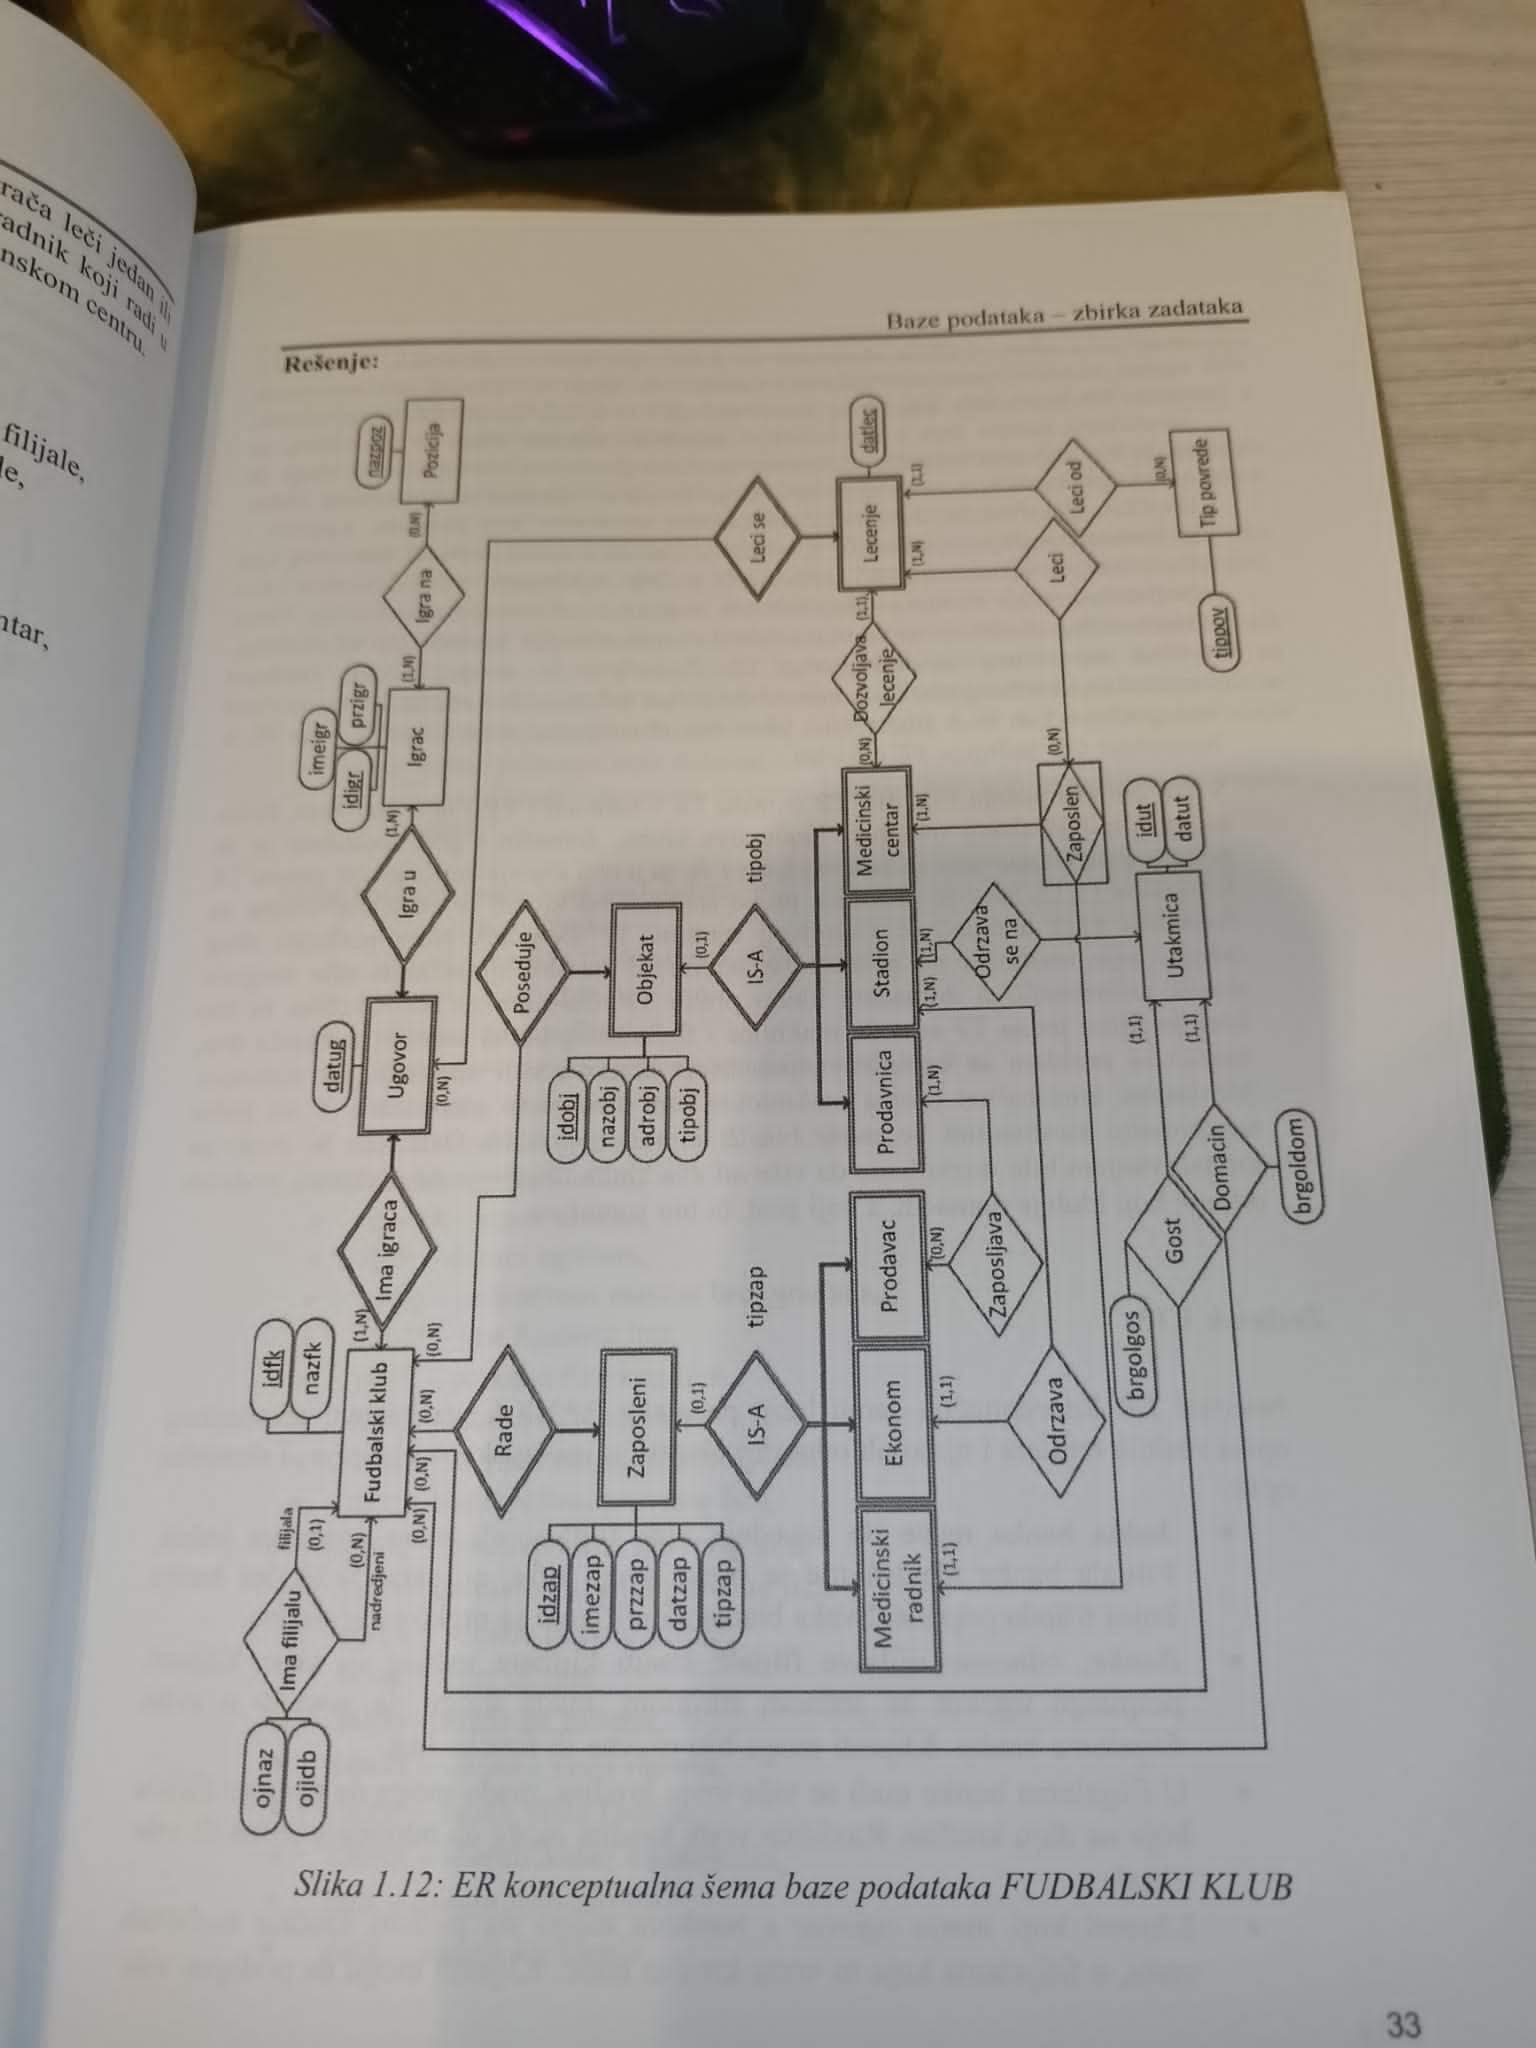 rača leči jedan ili
radnik koji radi u
nskom centru.
filijale,
le,
ntar,
Baze podataka – zbirka zadataka
Rešenje:
ojnaz
ojidb
Ima filijalu
filijala
(0,1)
(0,N)
nadredjeni
idfk
nazfk
Fudbalski klub
(1,N)
(0,N)
(0,N)
(0,N)
(0,N)
Ima igraca
datug
Ugovor
(0,N)
Igra u
(1,N)
idigr
imeigr
przigr
Igrac
(1,N)
Igra na
(0,N)
nazpoz
Pozicija
Rade
Poseduje
idzap
imezap
przzap
datzap
tipzap
Zaposleni
(0,1)
IS-A
tipzap
idobj
nazobj
adrobj
tipobj
Objekat
(0,1)
IS-A
tipobj
Leci se
Medicinski
radnik
(1,1)
Ekonom
(1,1)
Prodavac
(0,N)
Prodavnica
(1,N)
Stadion
(1,N)
(1,N)
Medicinski
centar
(0,N)
(1,N)
Dozvoljava
lecenje
(1,1)
Lecenje
(1,N)
(1,1)
datlec
Zaposljava
Odrzava
Odrzava
se na
Zaposlen
(0,N)
Leci
Leci od
(0,N)
Tip povrede
tippov
Utakmica
idut
datut
(1,1)
(1,1)
Gost
brgolgos
Domacin
brgoldom
Slika 1.12: ER konceptualna šema baze podataka FUDBALSKI KLUB
33